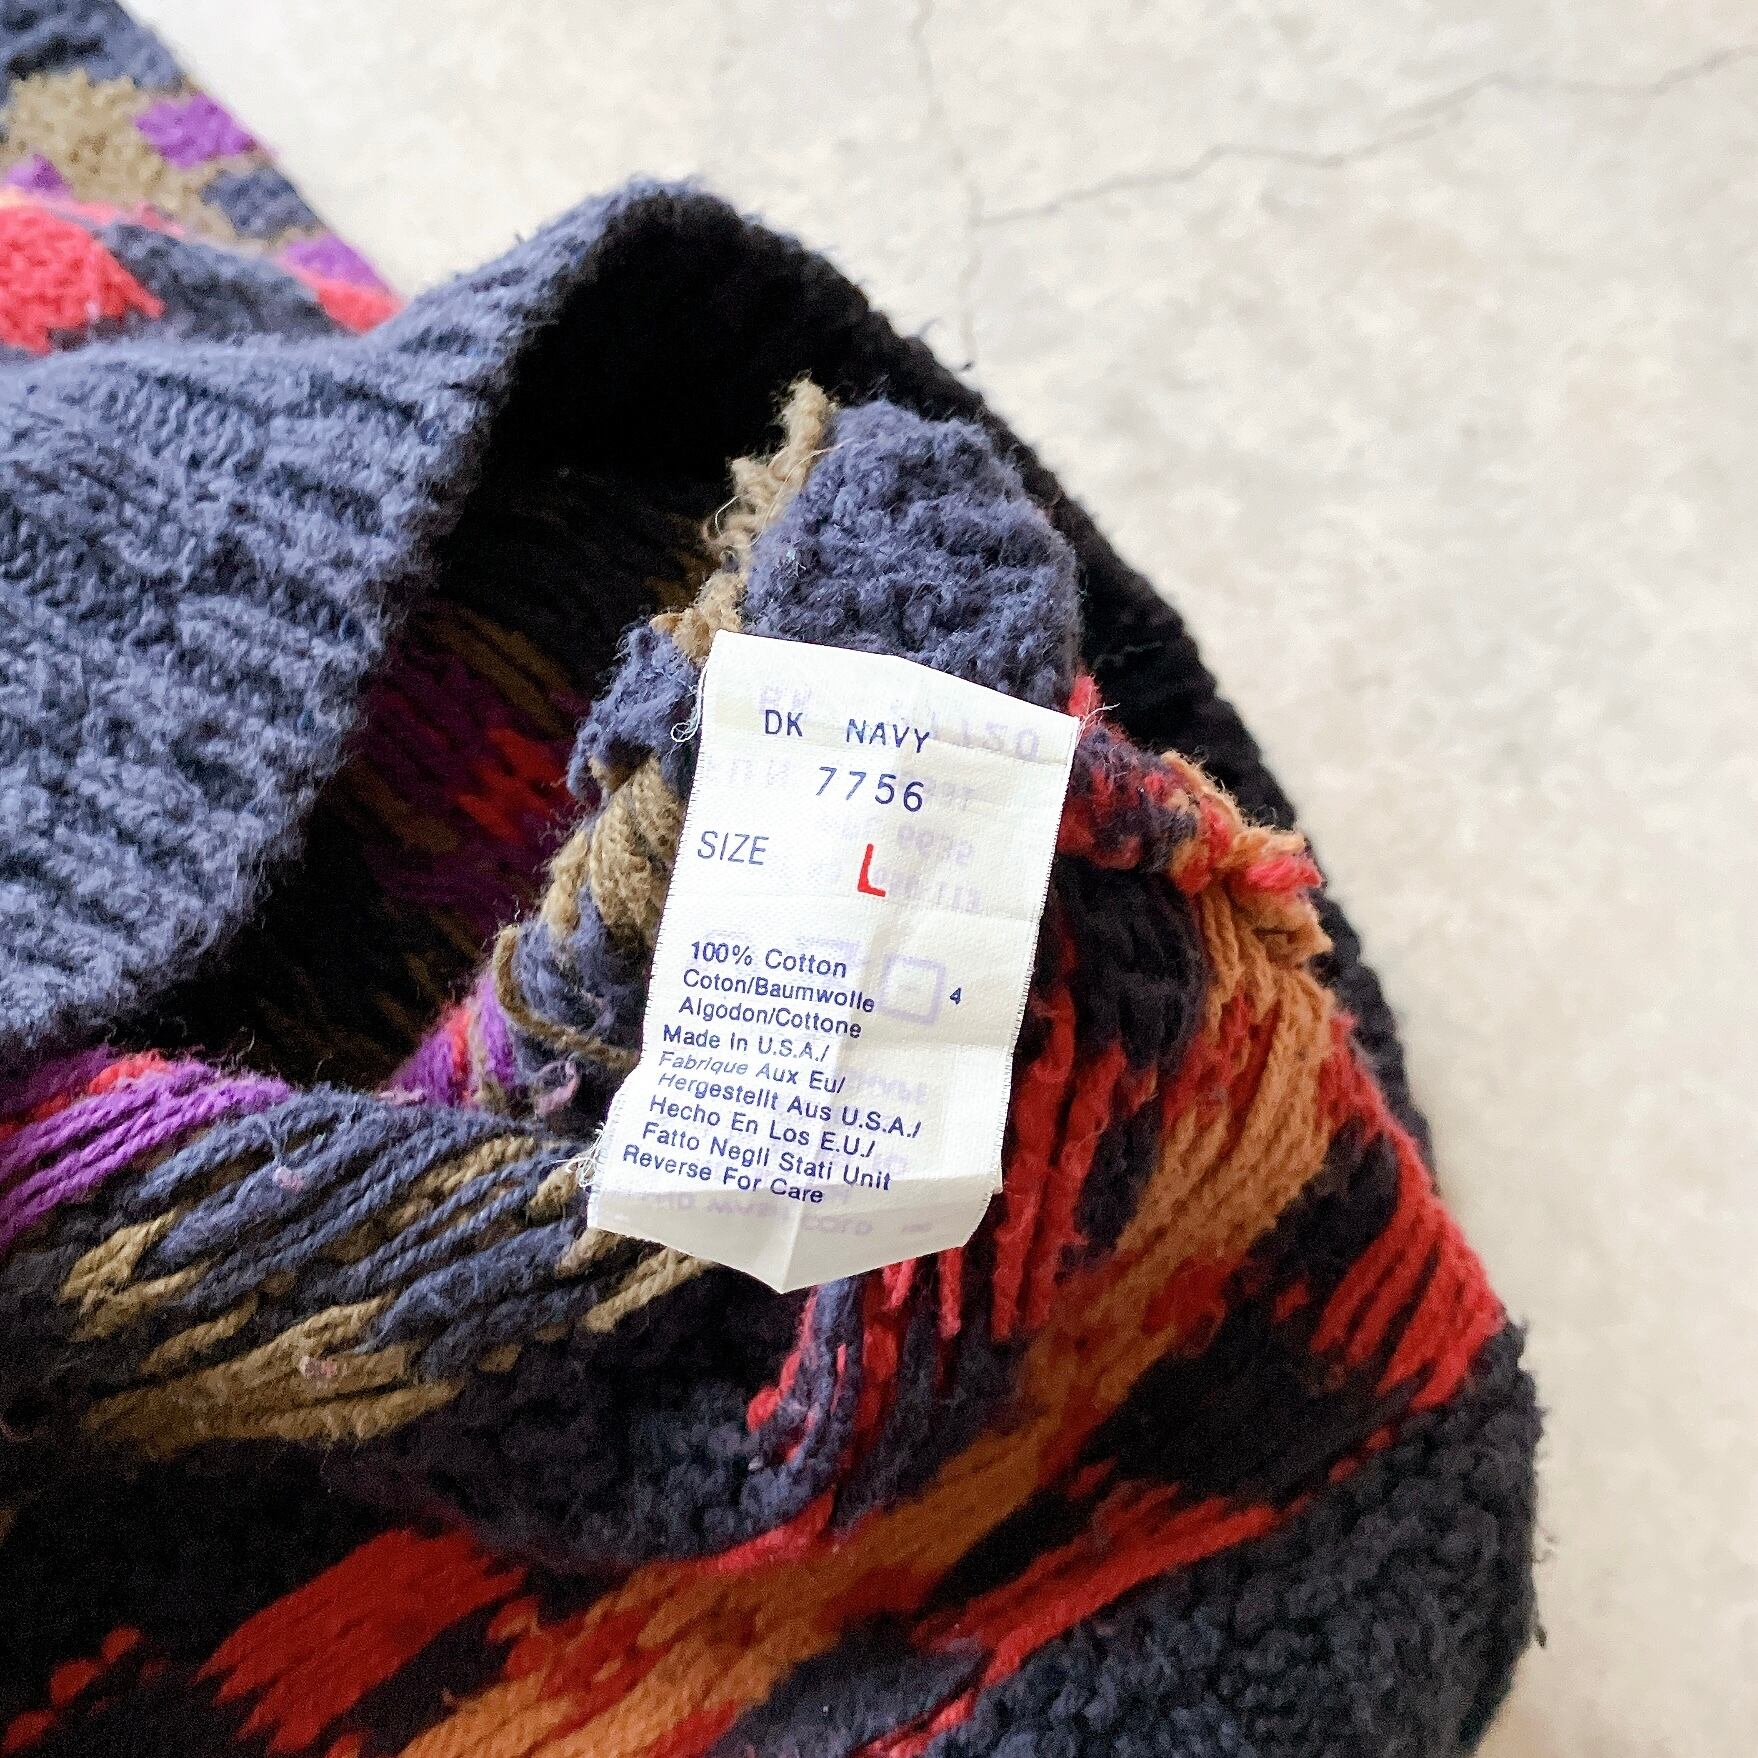 DK NAVY
7756
SIZE L
100% Cotton
Coton/Baumwolle 4
Algodon/Cottone
Made In U.S.A./
Fabrique Aux Eu/
Hergestellt Aus U.S.A./
Hecho En Los E.U./
Fatto Negli Stati Unit
Reverse For Care